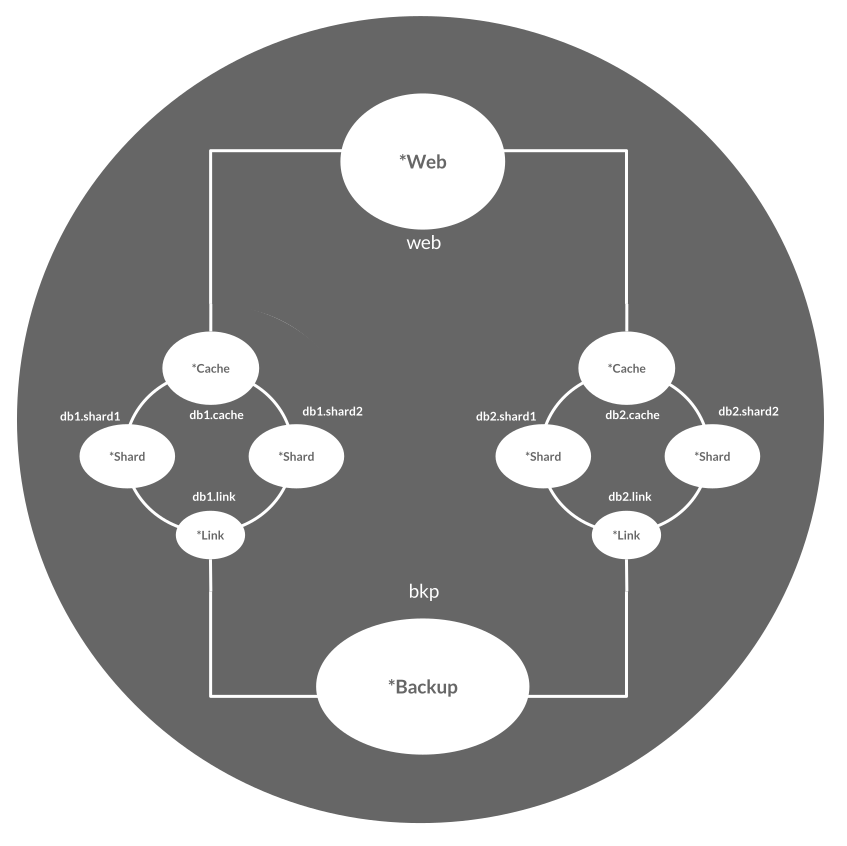 *Web
web
*Cache
*Cache
db1.shard1
db1.cache
db1.shard2
db2.shard1
db2.cache
db2.shard2
*Shard
*Shard
*Shard
*Shard
db1.link
db2.link
*Link
*Link
bkp
*Backup